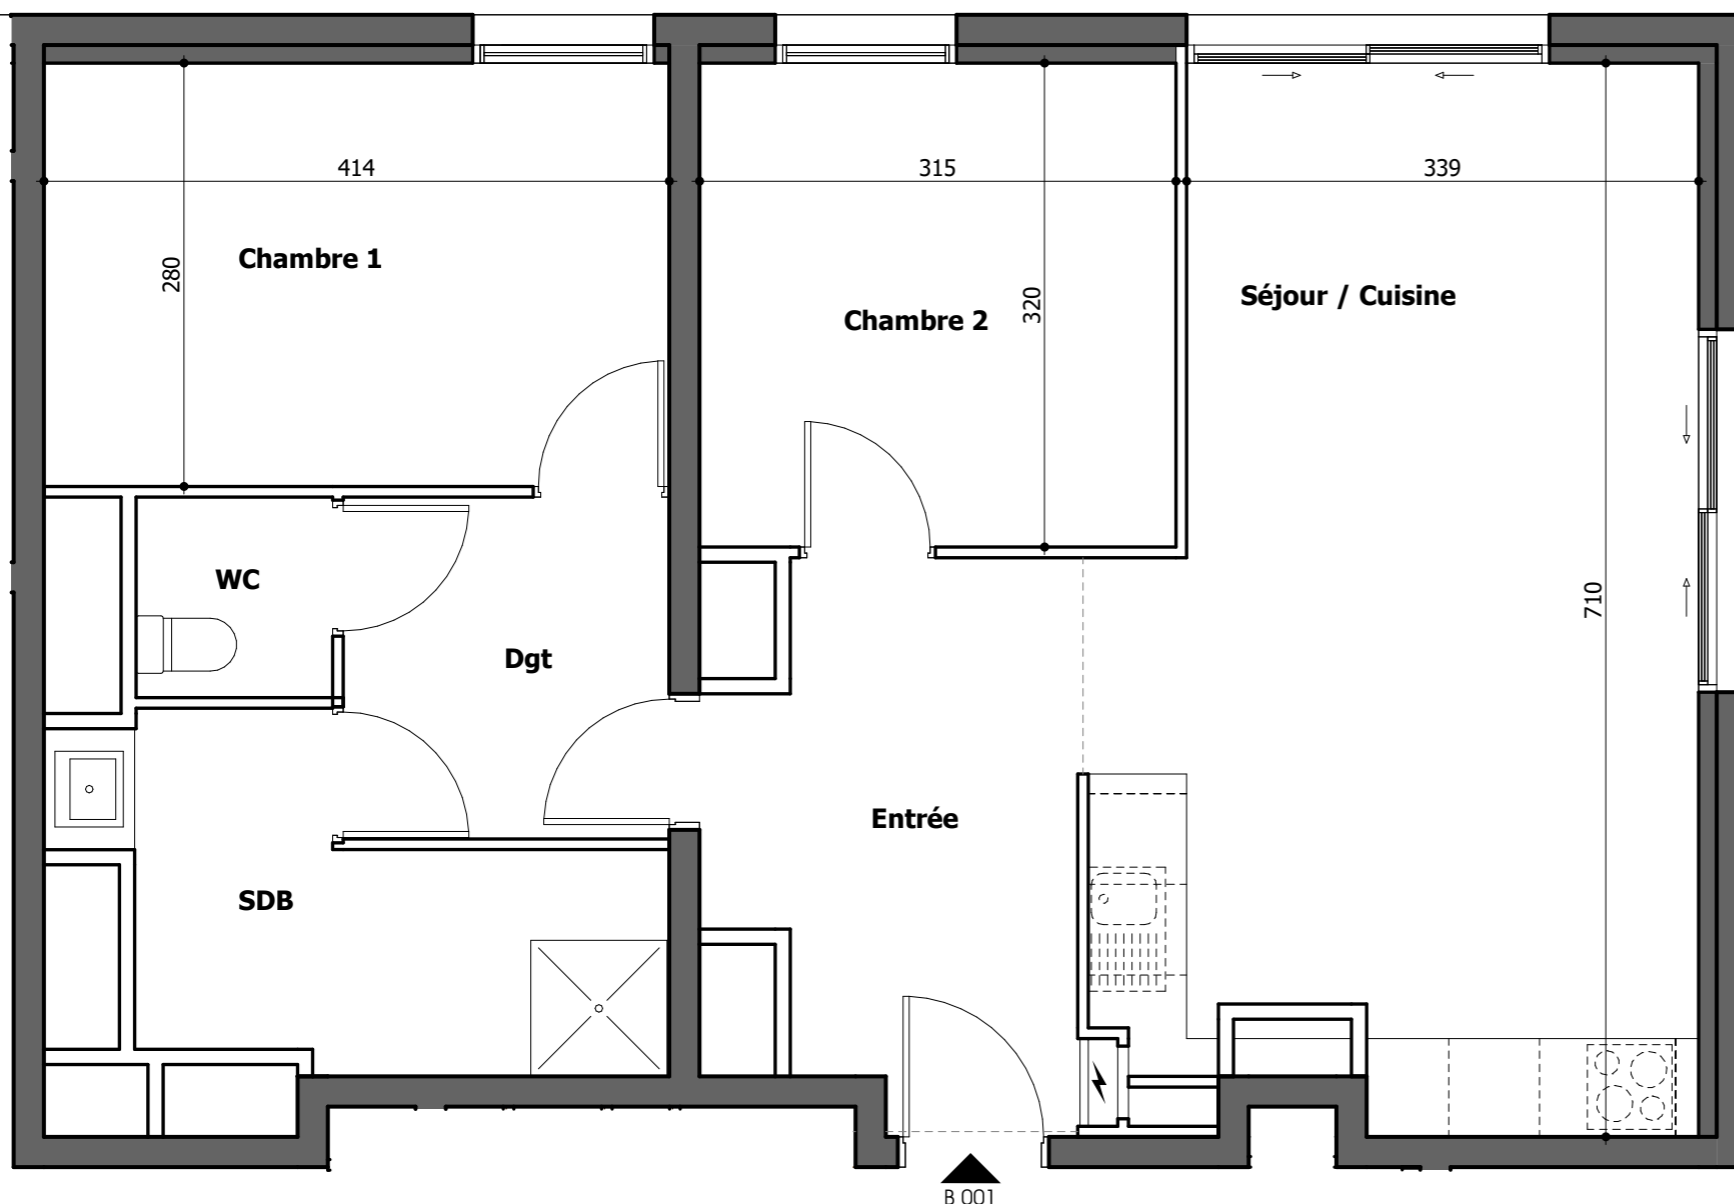 414
315
339
Chambre 1
280
Séjour / Cuisine
320
Chambre 2
WC
710
Dgt
Entrée
SDB
B 001